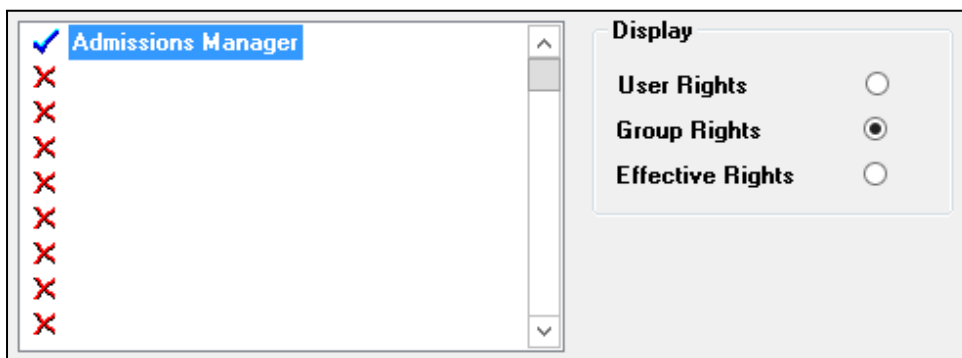 Admissions Manager
Display
User Rights
Group Rights
Effective Rights